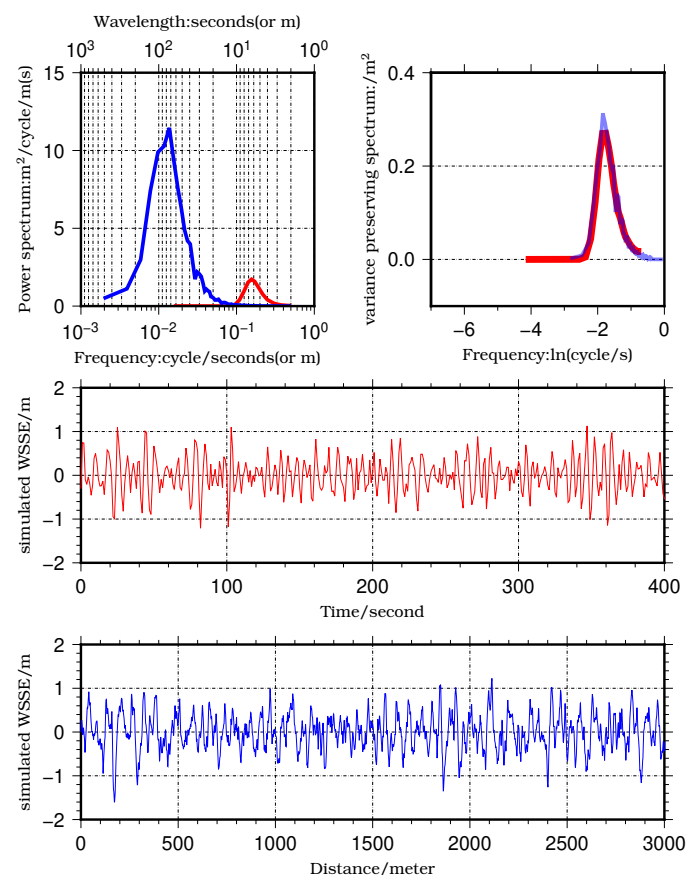 Wavelength:seconds(or m)
10³ 10² 10¹ 10⁰
Power spectrum:m²/cycle/m(s)
15
10
5
0
10⁻³ 10⁻² 10⁻¹ 10⁰
Frequency:cycle/seconds(or m)
variance preserving spectrum:/m²
0.4
0.2
0.0
−6 −4 −2 0
Frequency:ln(cycle/s)
simulated WSSE/m
2
1
0
−1
−2
0 100 200 300 400
Time/second
simulated WSSE/m
2
1
0
−1
−2
0 500 1000 1500 2000 2500 3000
Distance/meter